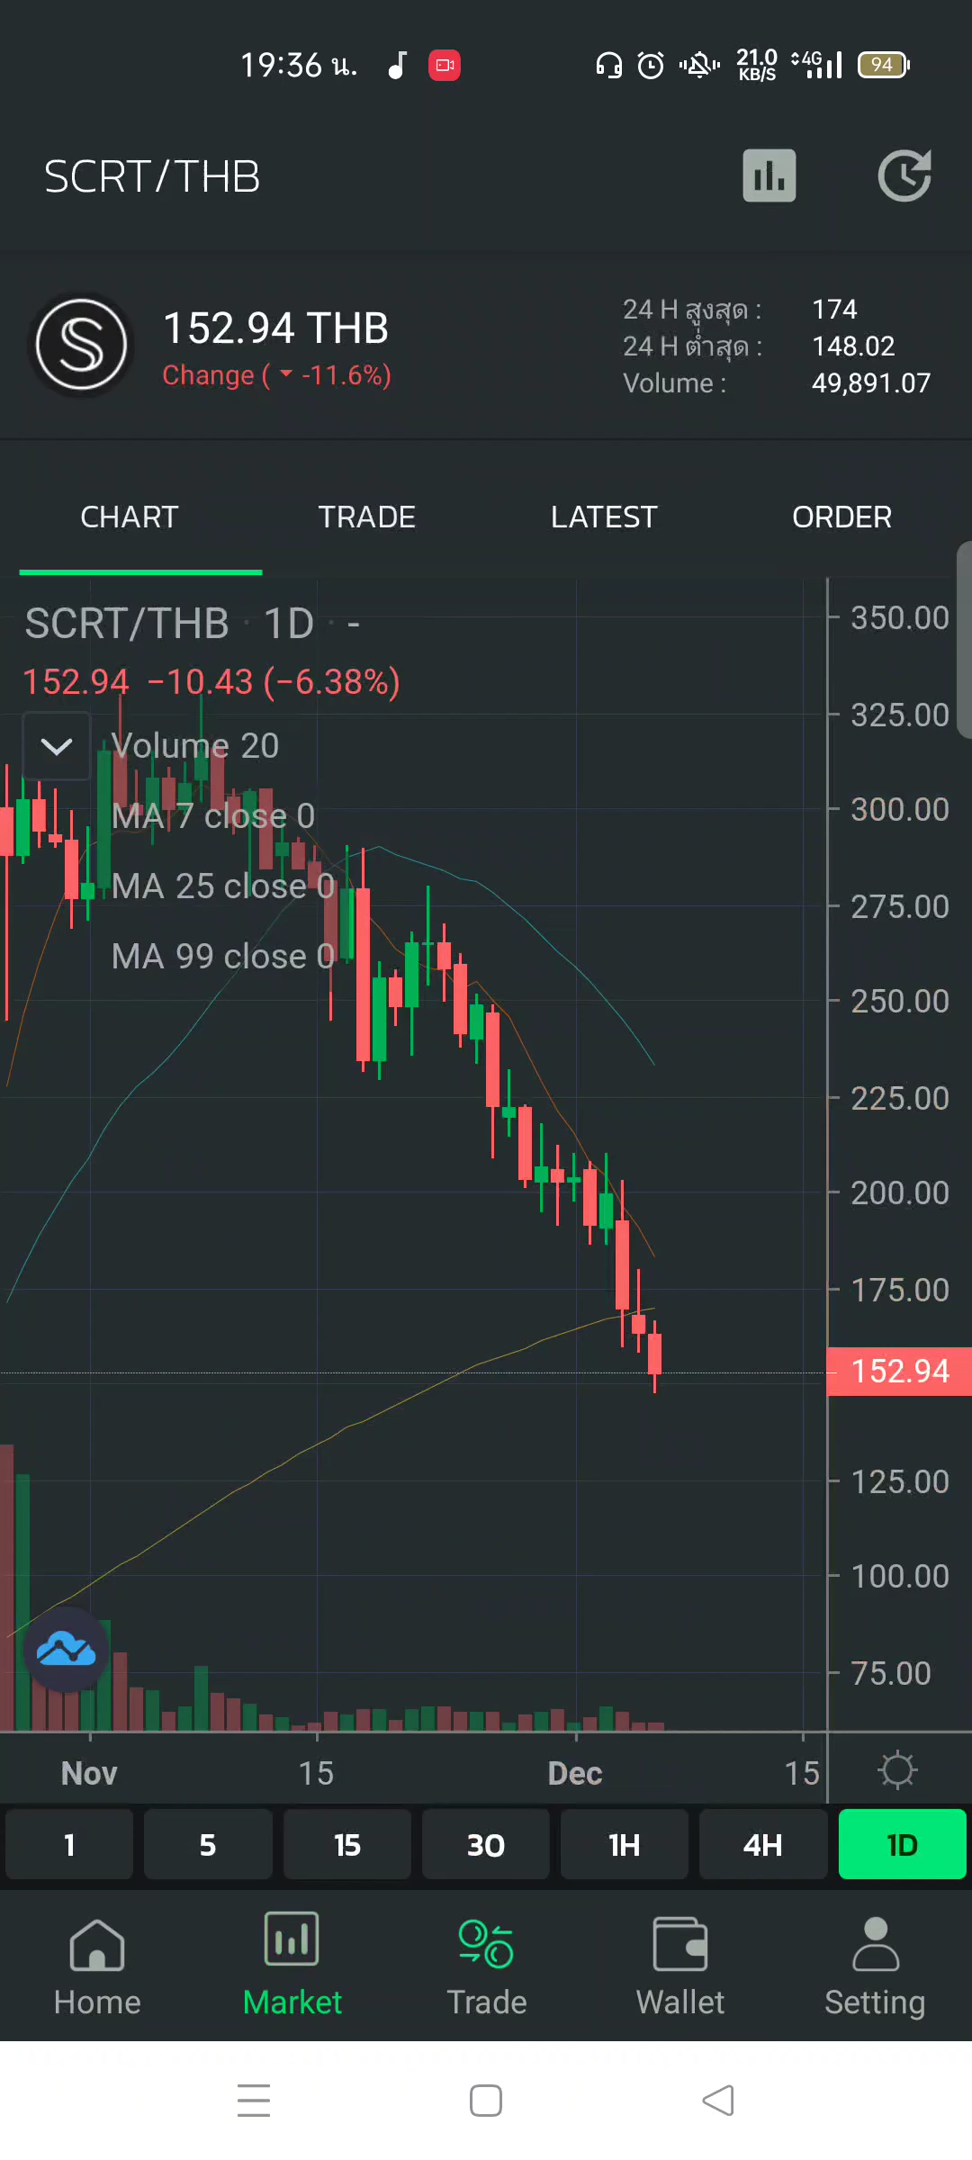 19:36 น.
21.0
KB/S
4G
94
SCRT/THB
152.94 THB
Change ( -11.6%)
24 H สูงสุด : 174
24 H ต่ำสุด : 148.02
Volume : 49,891.07
CHART TRADE LATEST ORDER
SCRT/THB · 1D · -
152.94 −10.43 (−6.38%)
Volume 20
MA 7 close 0
MA 25 close 0
MA 99 close 0
350.00
325.00
300.00
275.00
250.00
225.00
200.00
175.00
152.94
125.00
100.00
75.00
Nov 15 Dec 15
1 5 15 30 1H 4H 1D
Home Market Trade Wallet Setting